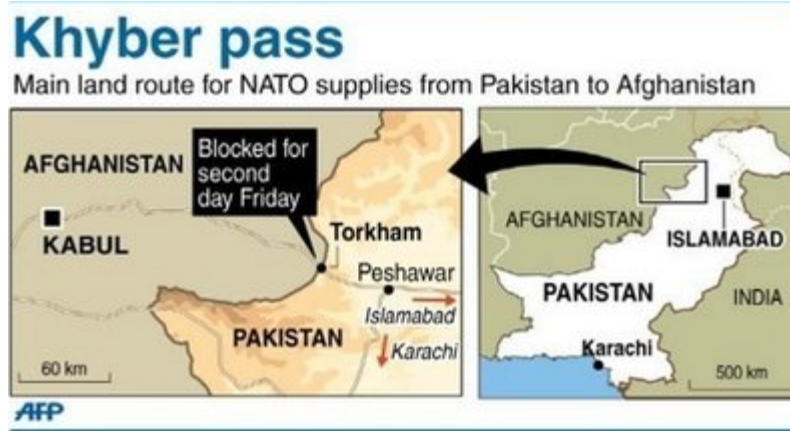 Khyber pass
Main land route for NATO supplies from Pakistan to Afghanistan
AFGHANISTAN
Blocked for
second
day Friday
KABUL
Torkham
Peshawar
Islamabad
PAKISTAN
Karachi
60 km
AFGHANISTAN
ISLAMABAD
PAKISTAN
INDIA
Karachi
500 km
AFP